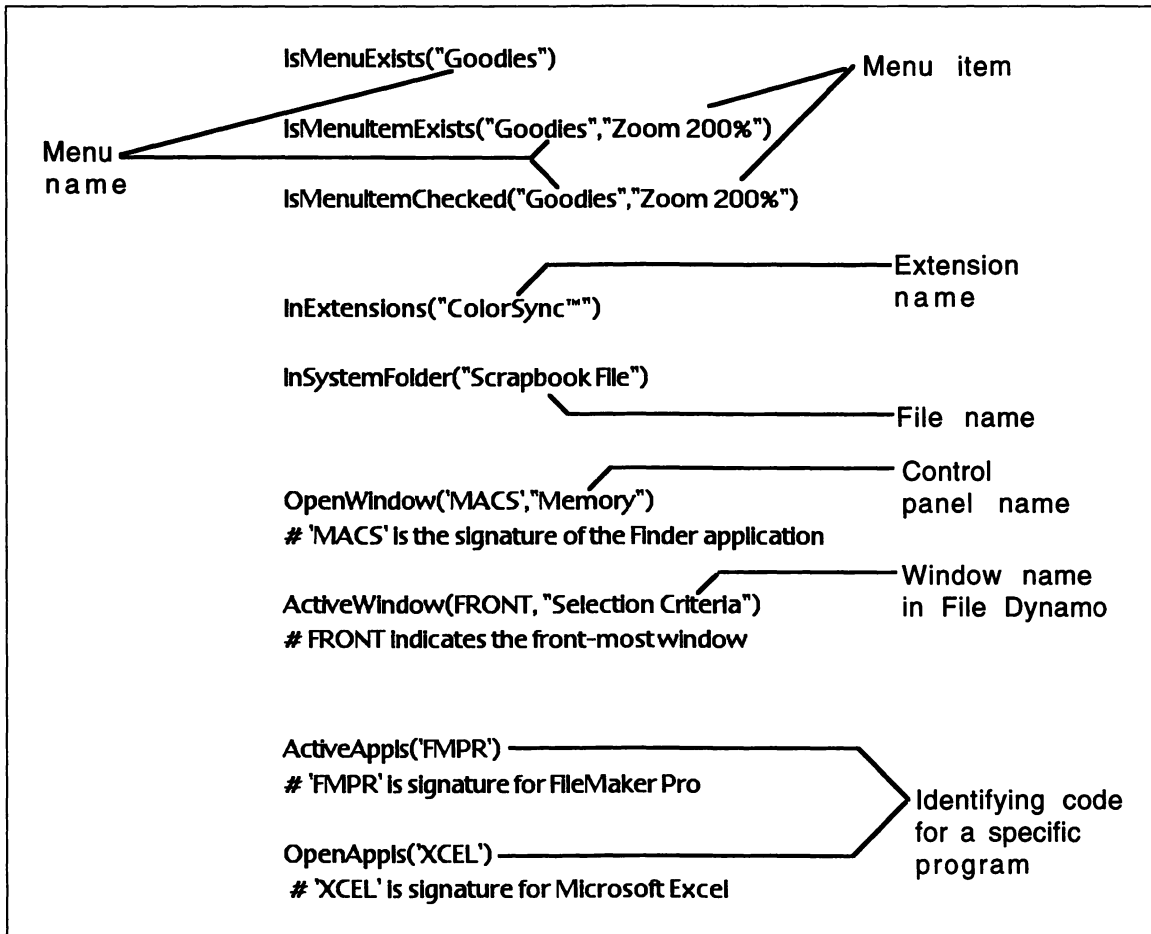 IsMenuExists("Goodies")
Menu item
IsMenuItemExists("Goodies","Zoom 200%")
Menu
name
IsMenuItemChecked("Goodies","Zoom 200%")
Extension
name
InExtensions("ColorSync™")
InSystemFolder("Scrapbook File")
File name
Control
panel name
OpenWindow('MACS',"Memory")
# 'MACS' is the signature of the Finder application
Window name
in File Dynamo
ActiveWindow(FRONT, "Selection Criteria")
# FRONT indicates the front-most window
ActiveAppIs('FMPR')
# 'FMPR' is signature for FileMaker Pro
Identifying code
for a specific
program
OpenAppIs('XCEL')
# 'XCEL' is signature for Microsoft Excel